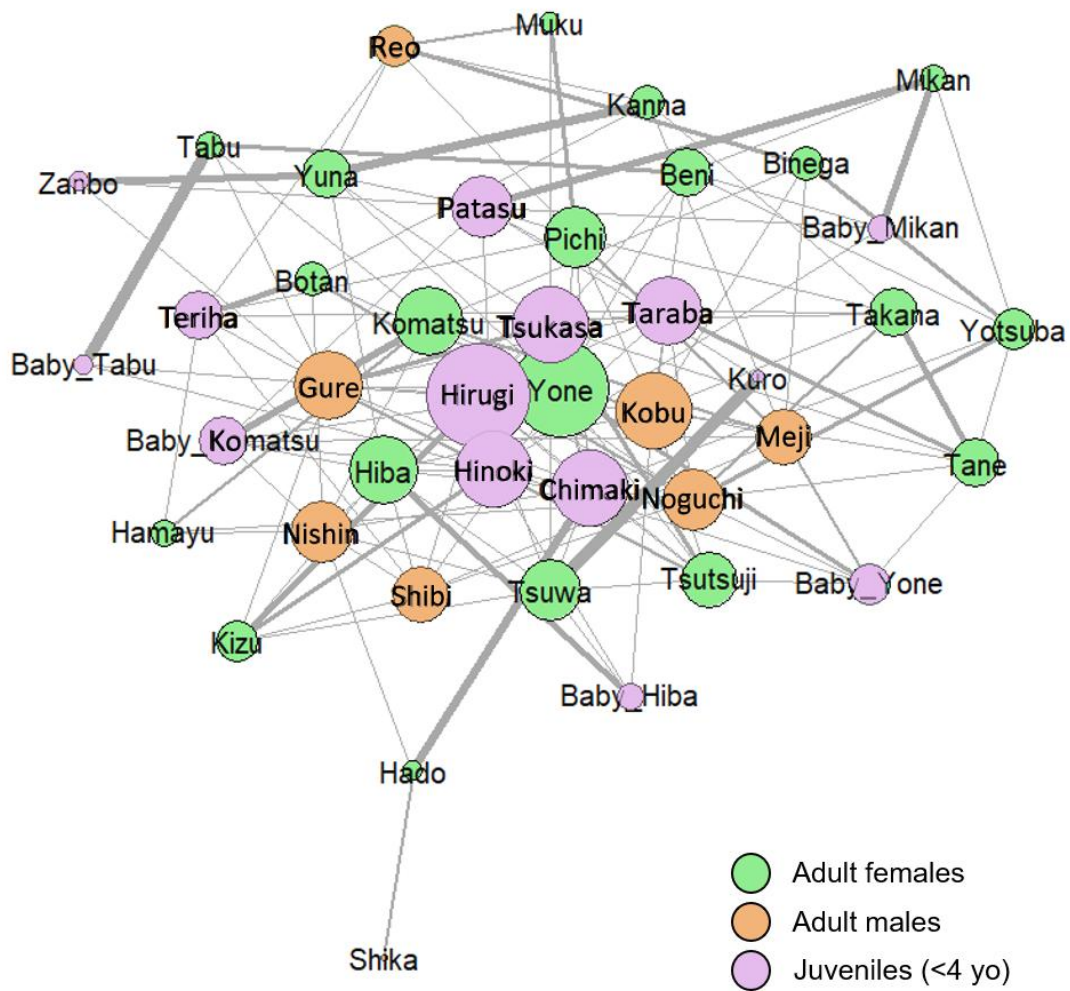 Muku
Reo
Mikan
Kanna
Tabu
Binega
Zanbo
Yuna
Beni
Patasu
Baby_Mikan
Pichi
Botan
Teriha
Komatsu
Tsukasa
Taraba
Takana
Yotsuba
Baby_Tabu
Gure
Hirugi
Yone
Kuro
Kobu
Baby_Komatsu
Meji
Hiba
Hinoki
Tane
Chimaki
Noguchi
Hamayu
Nishin
Shibi
Tsuwa
Tsutsuji
Baby_Yone
Kizu
Baby_Hiba
Hado
Shika
Adult females
Adult males
Juveniles (<4 yo)